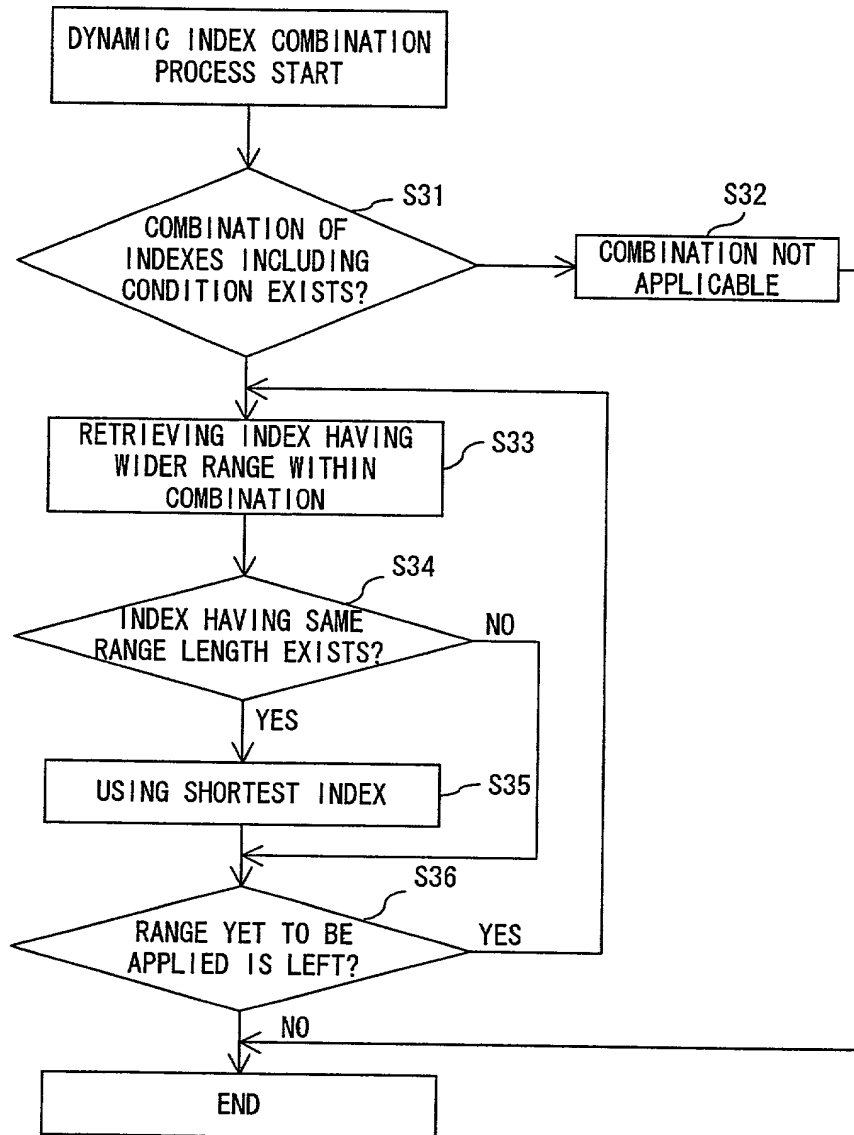 DYNAMIC INDEX COMBINATION
PROCESS START
S31
COMBINATION OF
INDEXES INCLUDING
CONDITION EXISTS?
S32
COMBINATION NOT
APPLICABLE
RETRIEVING INDEX HAVING
WIDER RANGE WITHIN
COMBINATION
S33
S34
INDEX HAVING SAME
RANGE LENGTH EXISTS?
NO
YES
USING SHORTEST INDEX
S35
S36
RANGE YET TO BE
APPLIED IS LEFT?
YES
NO
END